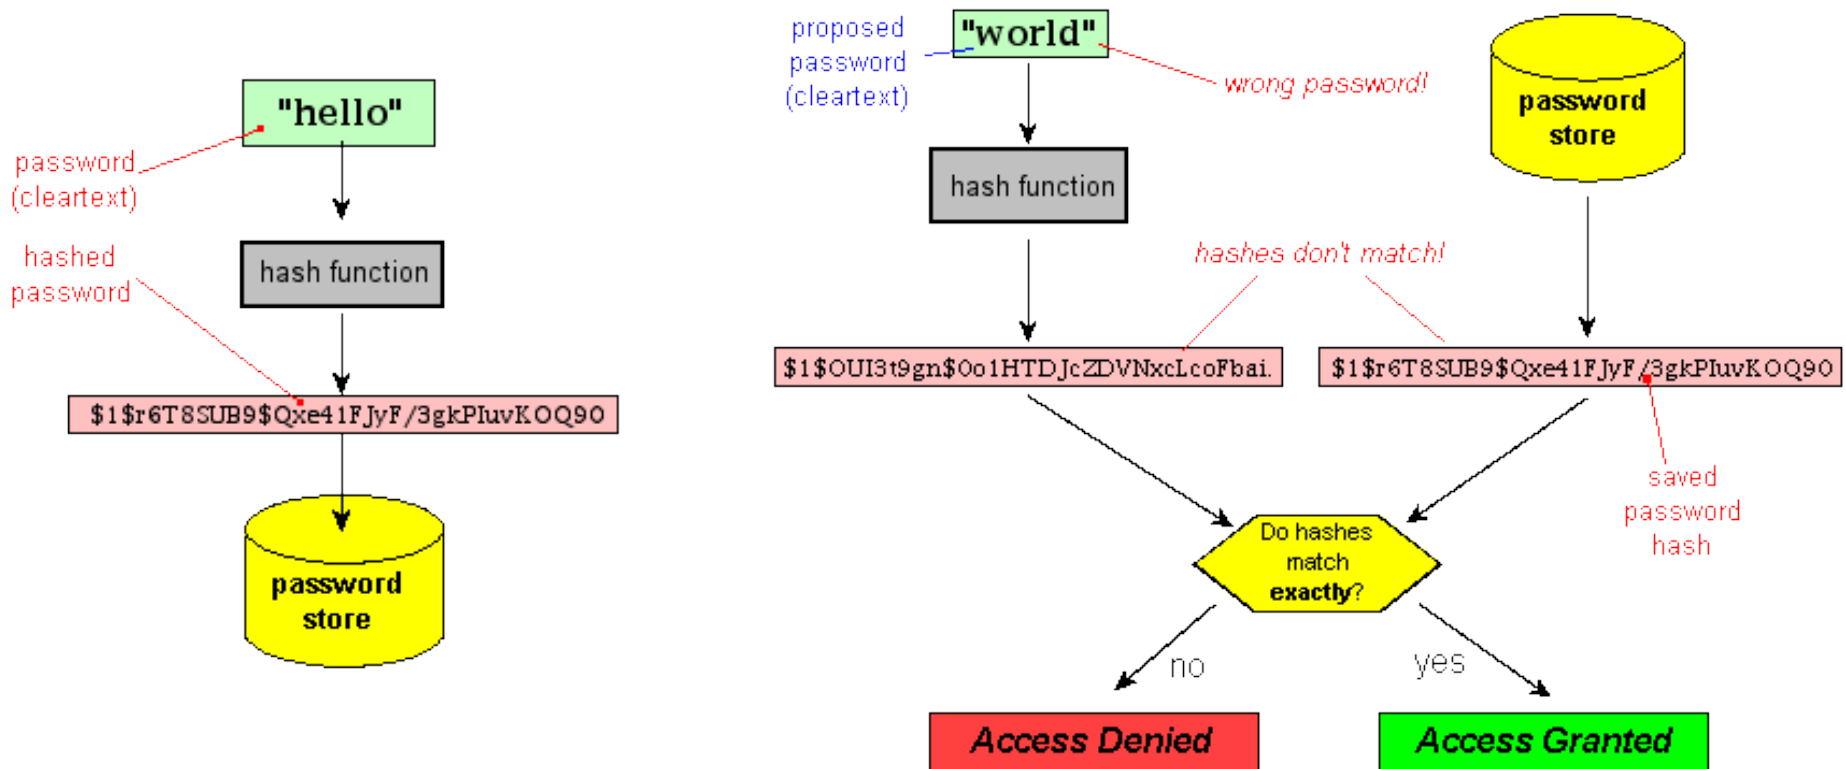 "hello"
password
(cleartext)
hash function
hashed
password
$1$r6T8SUB9$Qxe41FJyF/3gkPIuvKOQ90
password
store
proposed
password
(cleartext)
"world"
wrong password!
password
store
hash function
hashes don't match!
$1$OUI3t9gn$0o1HTDJcZDVNxcLcoFbai.
$1$r6T8SUB9$Qxe41FJyF/3gkPIuvKOQ90
saved
password
hash
Do hashes
match
exactly?
no
yes
Access Denied
Access Granted